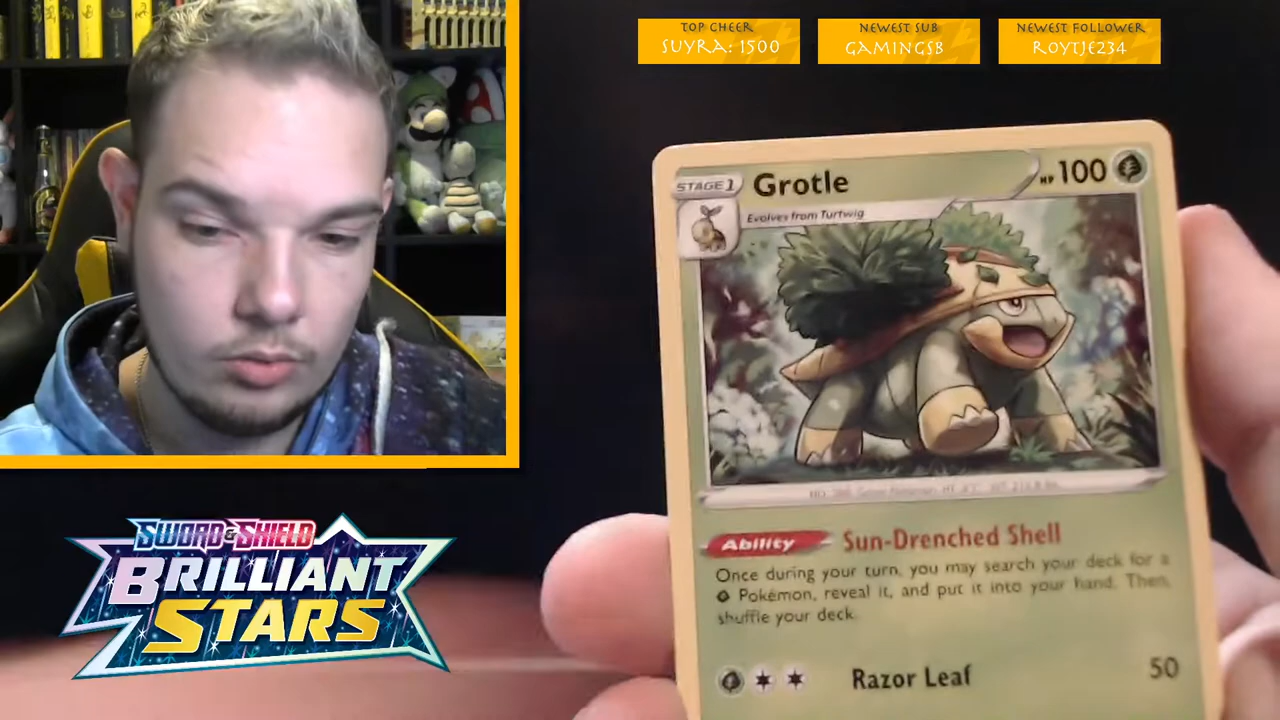 TOP CHEER
SUYRA: 1500
NEWEST SUB
GAMINGSB
NEWEST FOLLOWER
ROYTJE234
STAGE 1
Grotle
HP 100
Evolves from Turtwig
Ability
Sun-Drenched Shell
Once during your turn, you may search your deck for a
Pokémon, reveal it, and put it into your hand. Then,
shuffle your deck.
Razor Leaf
50
SWORD & SHIELD
BRILLIANT
STARS